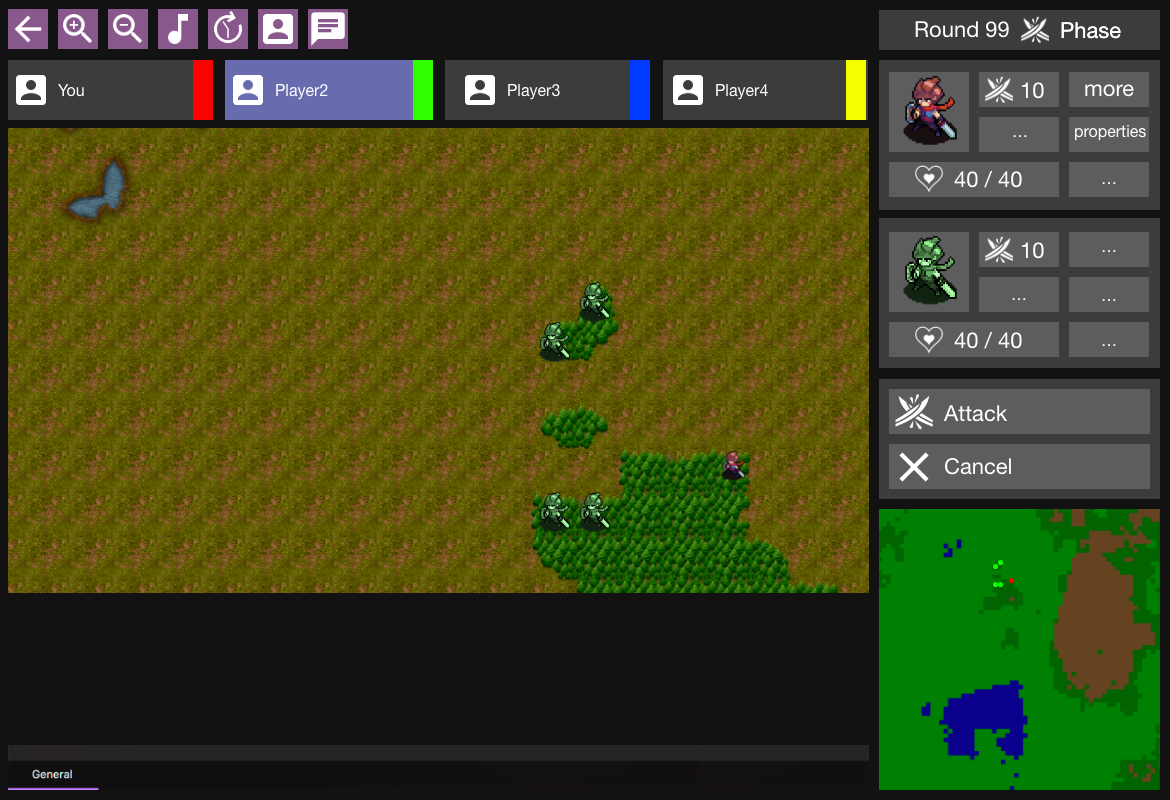 Round 99 Phase
You
Player2
Player3
Player4
10
more
...
properties
40 / 40
...
10
...
...
...
40 / 40
...
Attack
Cancel
General